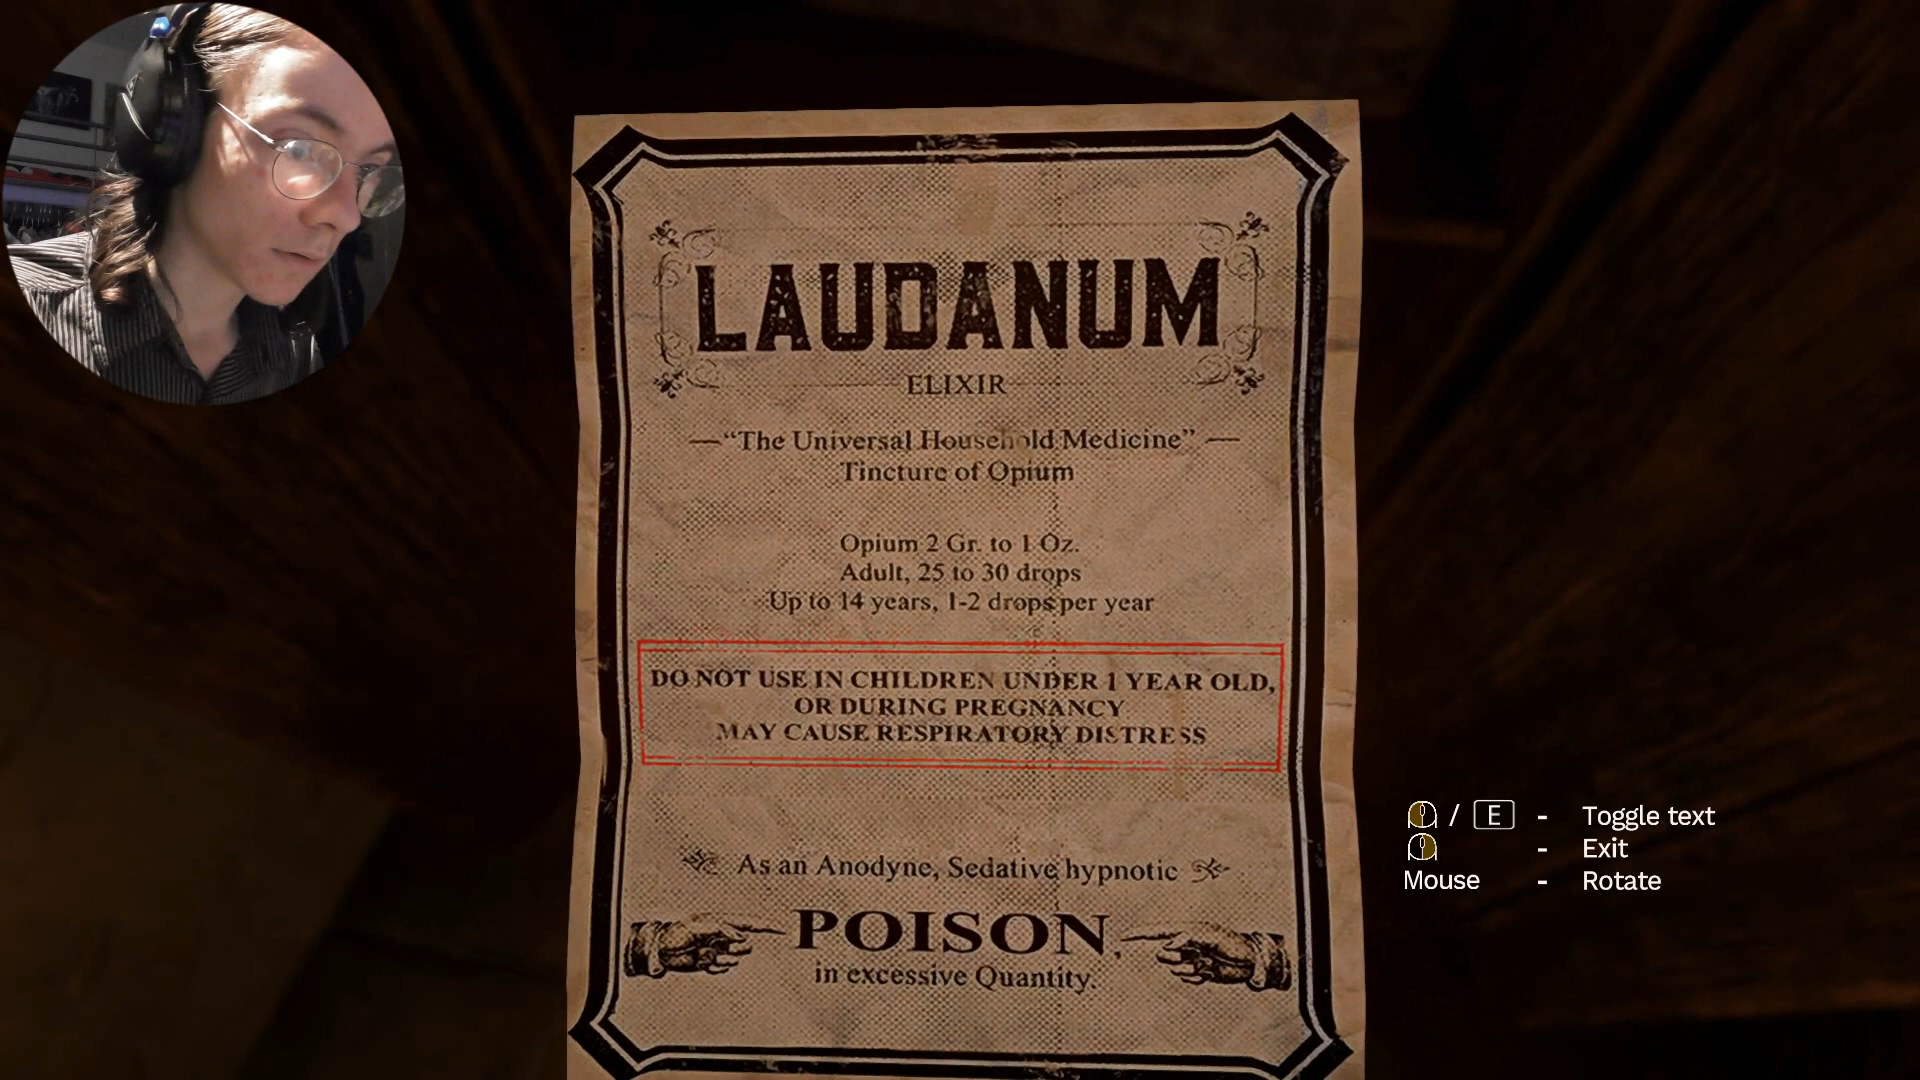 LAUDANUM
ELIXIR
—“The Universal Household Medicine”—
Tincture of Opium
Opium 2 Gr. to 1 Oz.
Adult, 25 to 30 drops
Up to 14 years, 1-2 drops per year
DO NOT USE IN CHILDREN UNDER 1 YEAR OLD,
OR DURING PREGNANCY
MAY CAUSE RESPIRATORY DISTRESS
As an Anodyne, Sedative hypnotic
POISON,
in excessive Quantity.
/ E - Toggle text
- Exit
Mouse - Rotate